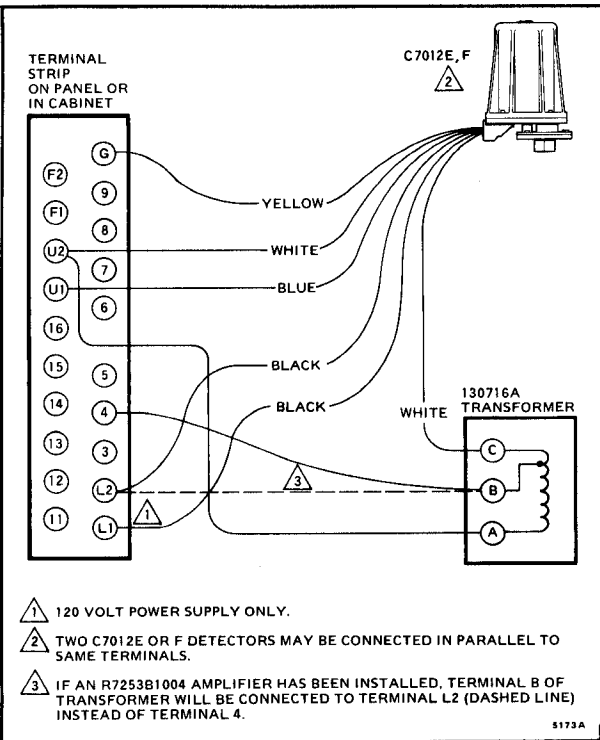 TERMINAL
STRIP
ON PANEL OR
IN CABINET
C7012E, F
2
G
F2
9
F1
8
U2
7
U1
6
16
15
5
14
4
13
3
12
L2
11
L1
YELLOW
WHITE
BLUE
BLACK
BLACK
WHITE
130716A
TRANSFORMER
C
B
A
3
1
1 120 VOLT POWER SUPPLY ONLY.
2 TWO C7012E OR F DETECTORS MAY BE CONNECTED IN PARALLEL TO
SAME TERMINALS.
3 IF AN R7253B1004 AMPLIFIER HAS BEEN INSTALLED, TERMINAL B OF
TRANSFORMER WILL BE CONNECTED TO TERMINAL L2 (DASHED LINE)
INSTEAD OF TERMINAL 4.
5173A